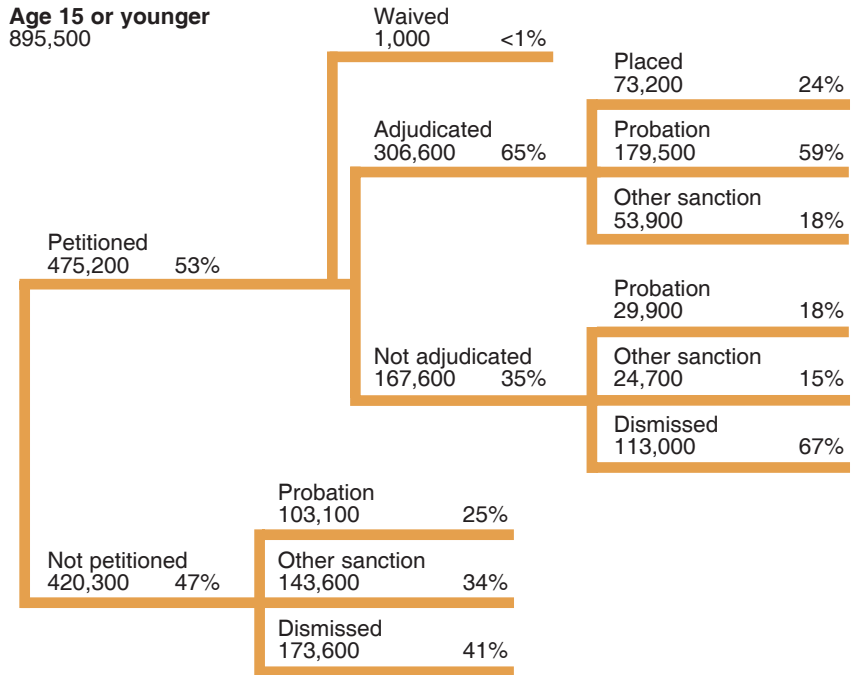 Age 15 or younger
895,500
Waived
1,000 <1%
Placed
73,200 24%
Adjudicated
306,600 65%
Probation
179,500 59%
Other sanction
53,900 18%
Petitioned
475,200 53%
Probation
29,900 18%
Not adjudicated
167,600 35%
Other sanction
24,700 15%
Dismissed
113,000 67%
Probation
103,100 25%
Not petitioned
420,300 47%
Other sanction
143,600 34%
Dismissed
173,600 41%